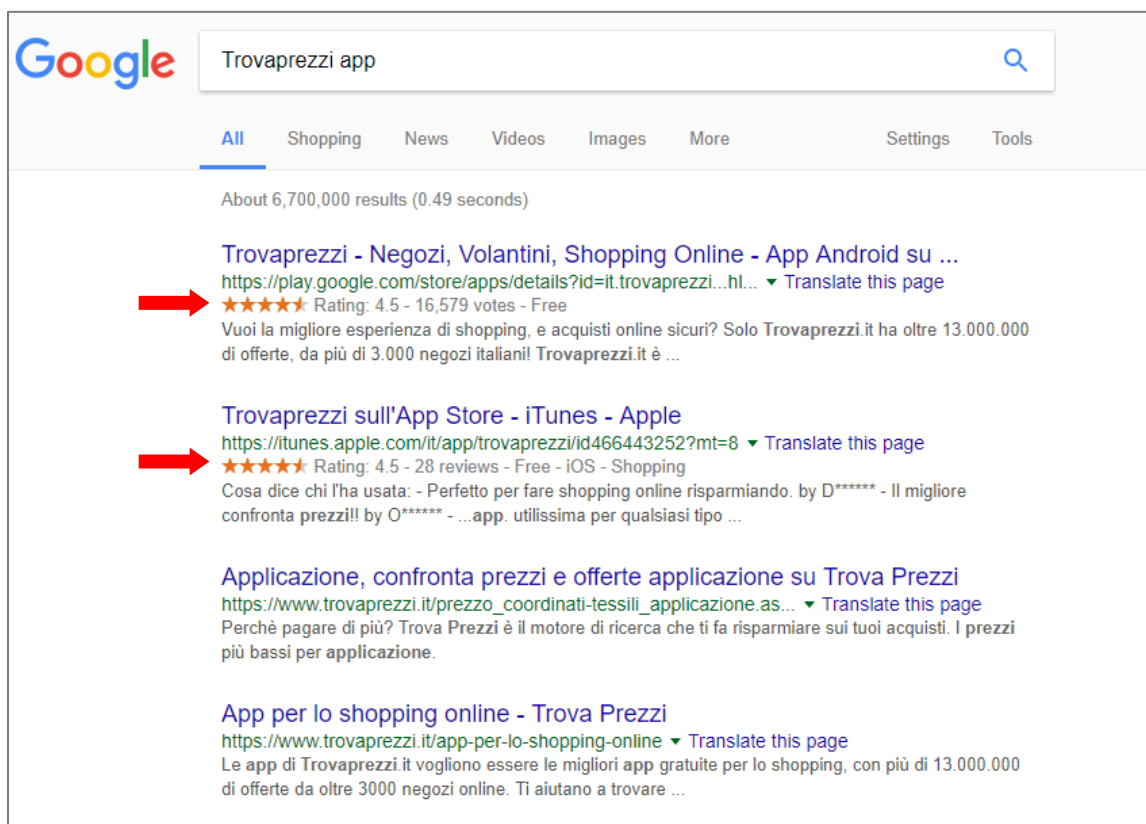 Google
Trovaprezzi app
All Shopping News Videos Images More Settings Tools
About 6,700,000 results (0.49 seconds)
Trovaprezzi - Negozi, Volantini, Shopping Online - App Android su ...
https://play.google.com/store/apps/details?id=it.trovaprezzi...hl... ▼ Translate this page
★★★★★ Rating: 4.5 - 16,579 votes - Free
Vuoi la migliore esperienza di shopping, e acquisti online sicuri? Solo Trovaprezzi.it ha oltre 13.000.000
di offerte, da più di 3.000 negozi italiani! Trovaprezzi.it è ...
Trovaprezzi sull'App Store - iTunes - Apple
https://itunes.apple.com/it/app/trovaprezzi/id466443252?mt=8 ▼ Translate this page
★★★★★ Rating: 4.5 - 28 reviews - Free - iOS - Shopping
Cosa dice chi l'ha usata: - Perfetto per fare shopping online risparmiando. by D****** - Il migliore
confronta prezzi!! by O****** - ...app. utilissima per qualsiasi tipo ...
Applicazione, confronta prezzi e offerte applicazione su Trova Prezzi
https://www.trovaprezzi.it/prezzo_coordinati-tessili_applicazione.as... ▼ Translate this page
Perchè pagare di più? Trova Prezzi è il motore di ricerca che ti fa risparmiare sui tuoi acquisti. I prezzi
più bassi per applicazione.
App per lo shopping online - Trova Prezzi
https://www.trovaprezzi.it/app-per-lo-shopping-online ▼ Translate this page
Le app di Trovaprezzi.it vogliono essere le migliori app gratuite per lo shopping, con più di 13.000.000
di offerte da oltre 3000 negozi online. Ti aiutano a trovare ...